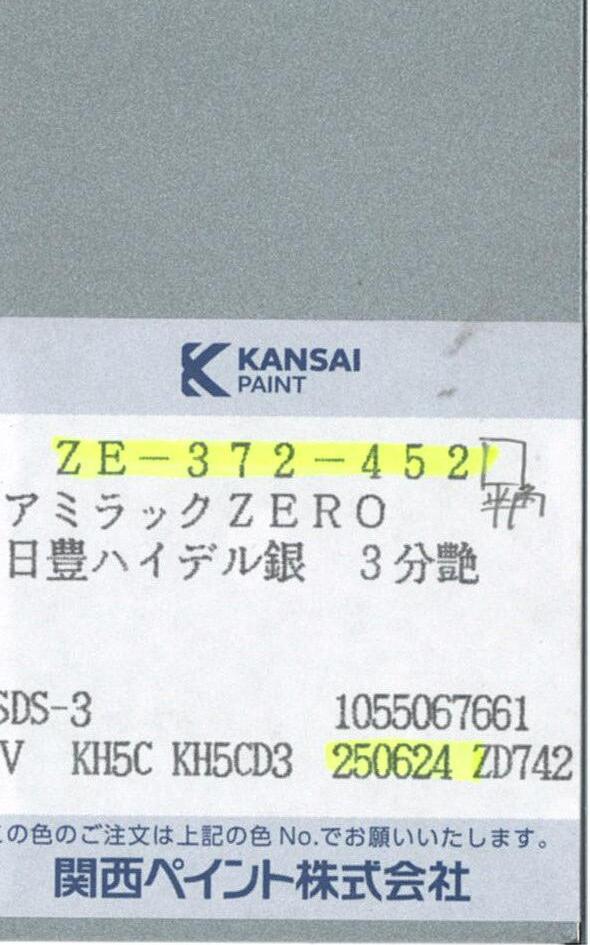 KANSAI
PAINT
ZE-372-452
半角
アミラックZERO
日豊ハイデル銀　3分艶
SDS-3　1055067661
V KH5C KH5CD3 250624 ZD742
この色のご注文は上記の色No.でお願いいたします。
関西ペイント株式会社